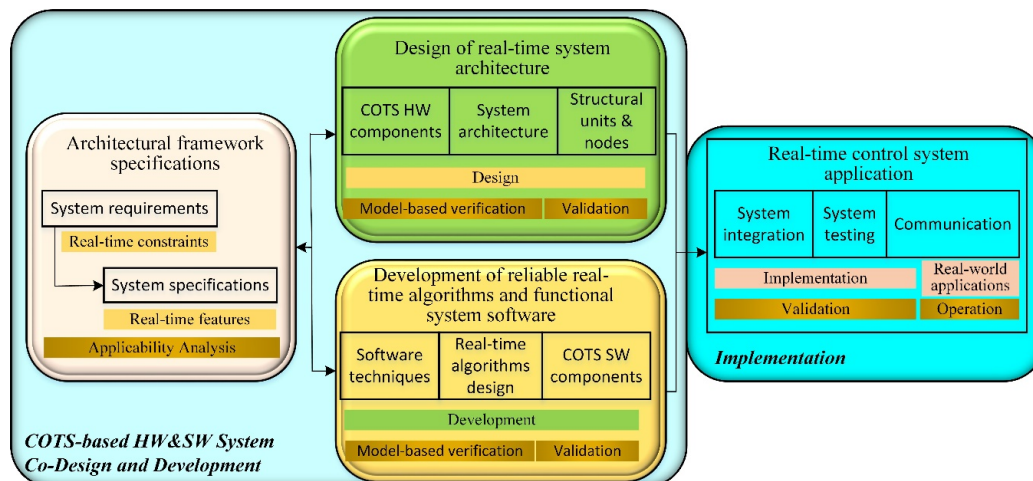 Architectural framework
specifications
System requirements
Real-time constraints
System specifications
Real-time features
Applicability Analysis
COTS-based HW&SW System
Co-Design and Development
Design of real-time system
architecture
COTS HW
components
System
architecture
Structural
units &
nodes
Design
Model-based verification
Validation
Development of reliable real-
time algorithms and functional
system software
Software
techniques
Real-time
algorithms
design
COTS SW
components
Development
Model-based verification
Validation
Real-time control system
application
System
integration
System
testing
Communication
Implementation
Real-world
applications
Validation
Operation
Implementation